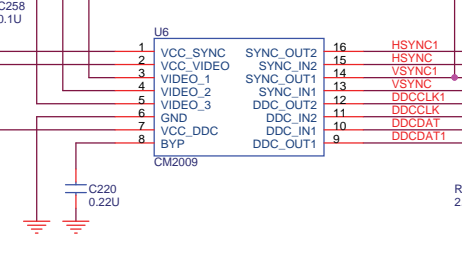 C258
0.1U
U6
1 VCC_SYNC SYNC_OUT2 16 HSYNC1
2 VCC_VIDEO SYNC_IN2 15 HSYNC
3 VIDEO_1 SYNC_OUT1 14 VSYNC1
4 VIDEO_2 SYNC_IN1 13 VSYNC
5 VIDEO_3 DDC_OUT2 12 DDCCLK1
6 GND DDC_IN2 11 DDCCLK
7 VCC_DDC DDC_IN1 10 DDCDAT
8 BYP DDC_OUT1 9 DDCDAT1
CM2009
C220
0.22U
R
2.